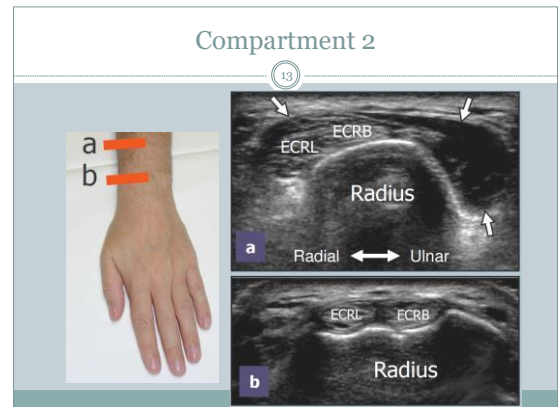 Compartment 2
13
a
b
ECRB
ECRL
Radius
a
Radial
Ulnar
ECRL
ECRB
Radius
b